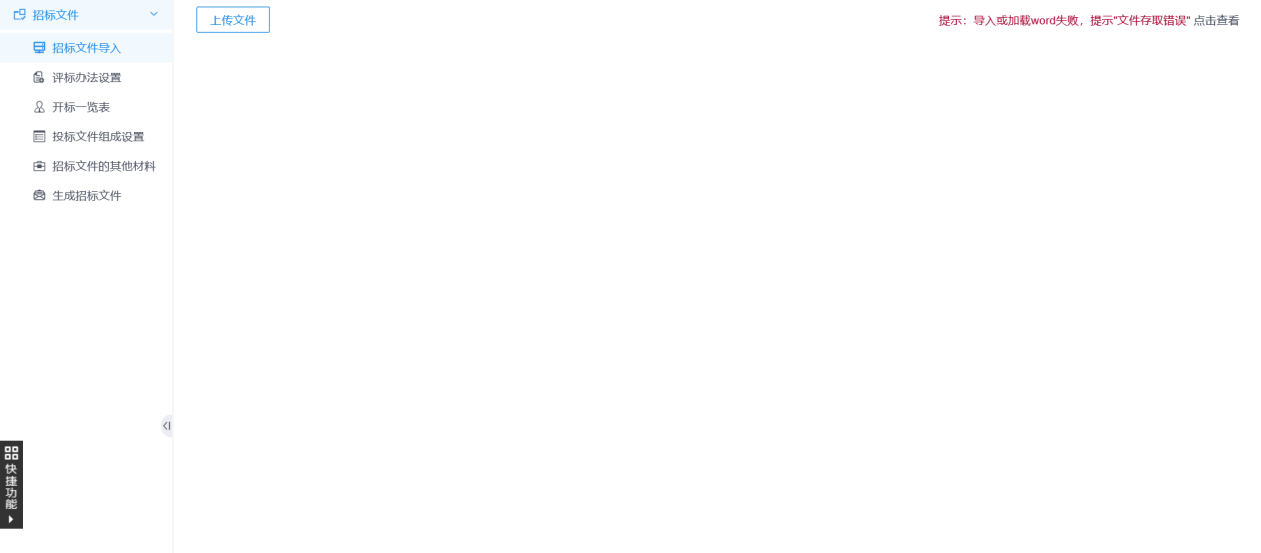 招标文件
招标文件导入
评标办法设置
开标一览表
投标文件组成设置
招标文件的其他材料
生成招标文件
快捷功能
上传文件
提示：导入或加载word失败，提示"文件存取错误" 点击查看